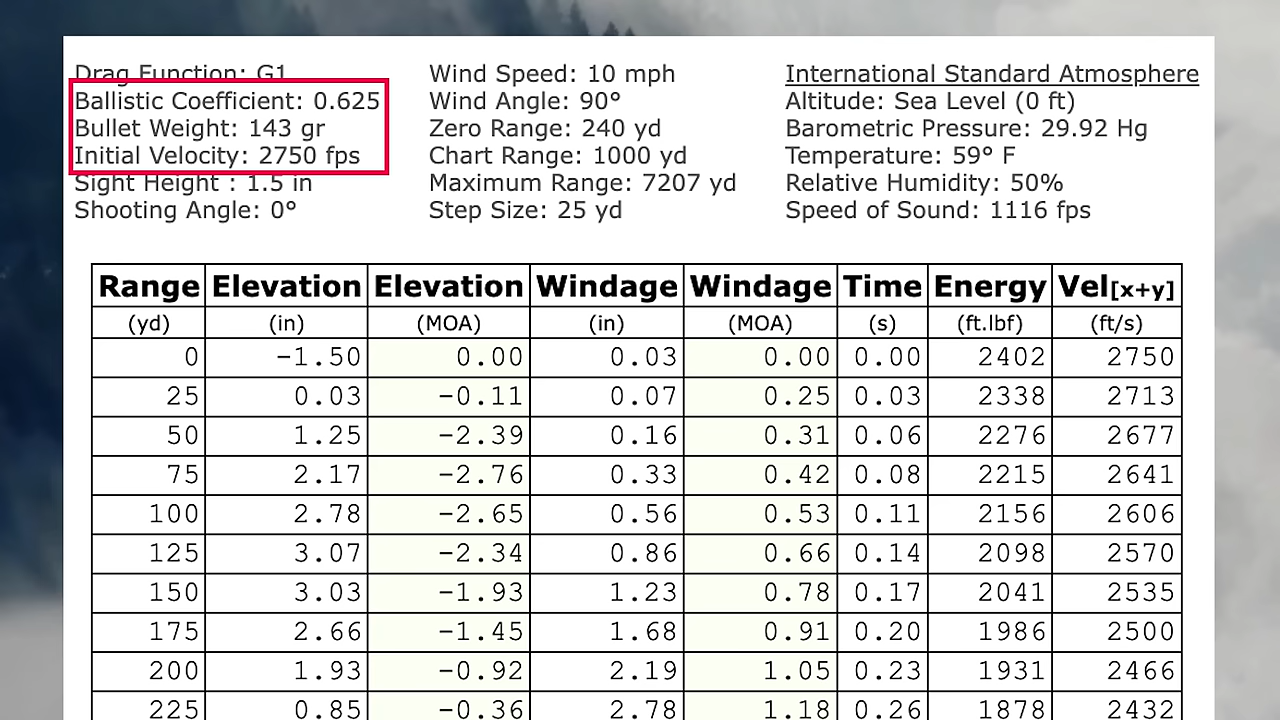 Drag Function: G1
Ballistic Coefficient: 0.625
Bullet Weight: 143 gr
Initial Velocity: 2750 fps
Sight Height : 1.5 in
Shooting Angle: 0°
Wind Speed: 10 mph
Wind Angle: 90°
Zero Range: 240 yd
Chart Range: 1000 yd
Maximum Range: 7207 yd
Step Size: 25 yd
International Standard Atmosphere
Altitude: Sea Level (0 ft)
Barometric Pressure: 29.92 Hg
Temperature: 59° F
Relative Humidity: 50%
Speed of Sound: 1116 fps
Range Elevation Elevation Windage Windage Time Energy Vel[x+y]
(yd) (in) (MOA) (in) (MOA) (s) (ft.lbf) (ft/s)
0 -1.50 0.00 0.03 0.00 0.00 2402 2750
25 0.03 -0.11 0.07 0.25 0.03 2338 2713
50 1.25 -2.39 0.16 0.31 0.06 2276 2677
75 2.17 -2.76 0.33 0.42 0.08 2215 2641
100 2.78 -2.65 0.56 0.53 0.11 2156 2606
125 3.07 -2.34 0.86 0.66 0.14 2098 2570
150 3.03 -1.93 1.23 0.78 0.17 2041 2535
175 2.66 -1.45 1.68 0.91 0.20 1986 2500
200 1.93 -0.92 2.19 1.05 0.23 1931 2466
225 0.85 -0.36 2.78 1.18 0.26 1878 2432